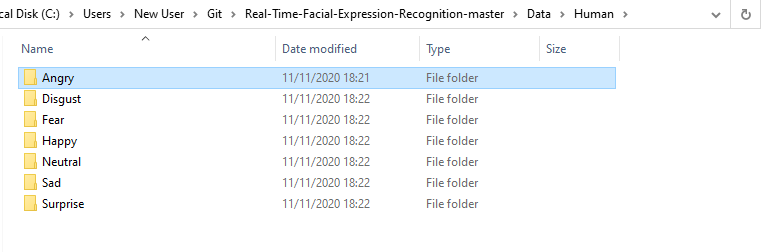 cal Disk (C:) > Users > New User > Git > Real-Time-Facial-Expression-Recognition-master > Data > Human >
Name Date modified Type Size
Angry 11/11/2020 18:21 File folder
Disgust 11/11/2020 18:22 File folder
Fear 11/11/2020 18:22 File folder
Happy 11/11/2020 18:22 File folder
Neutral 11/11/2020 18:22 File folder
Sad 11/11/2020 18:22 File folder
Surprise 11/11/2020 18:22 File folder